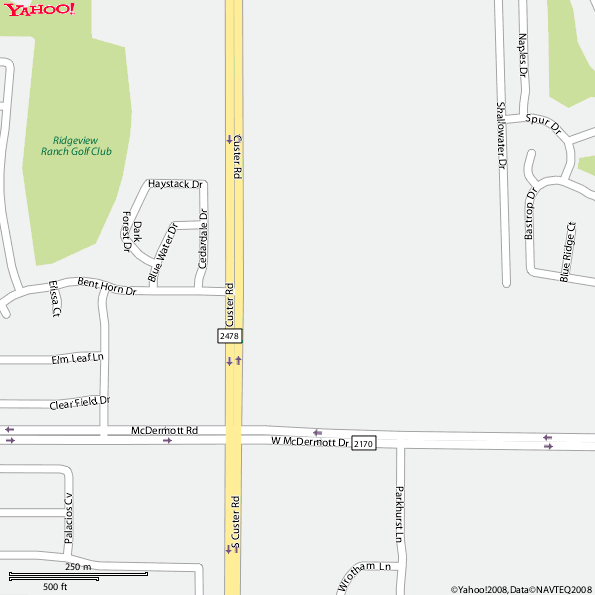 YAHOO!
Naples Dr
Shallowater Dr
Spur Dr
Custer Rd
Ridgeview
Ranch Golf Club
Haystack Dr
Dark
Forest Dr
Blue Water Dr
Cedardale Dr
Bastrop Dr
Blue Ridge Ct
Bent Horn Dr
Elissa Ct
Custer Rd
2478
Elm Leaf Ln
Clear Field Dr
McDermott Rd
W McDermott Dr
2170
Palacios Cv
S Custer Rd
Parkhurst Ln
Wrotham Ln
250 m
500 ft
©Yahoo!2008,Data©NAVTEQ2008